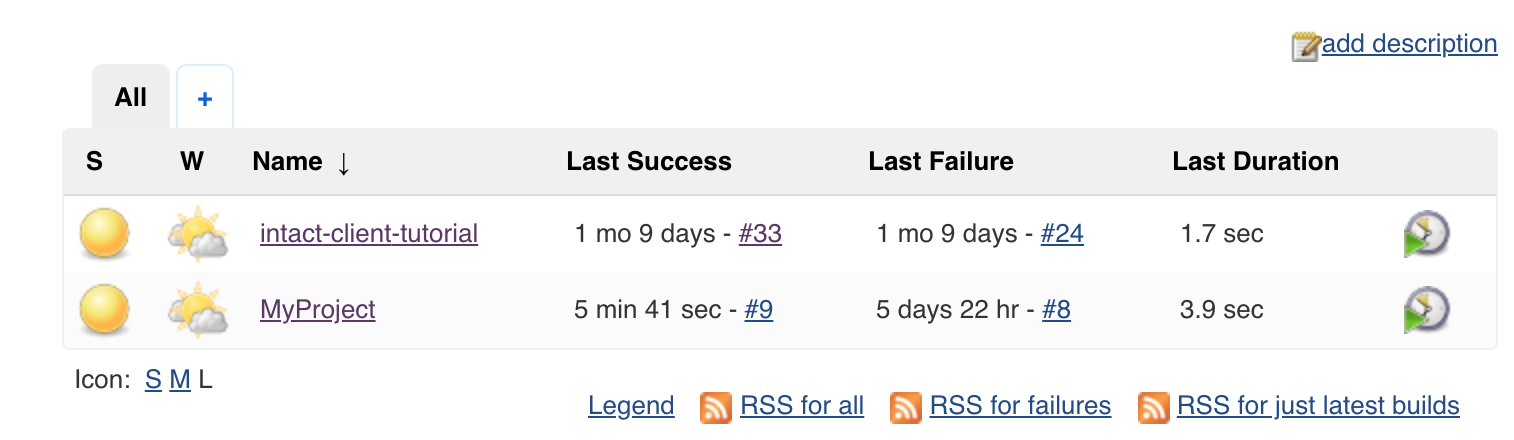 add description
All +
S W Name ↓ Last Success Last Failure Last Duration
intact-client-tutorial 1 mo 9 days - #33 1 mo 9 days - #24 1.7 sec
MyProject 5 min 41 sec - #9 5 days 22 hr - #8 3.9 sec
Icon: S M L
Legend RSS for all RSS for failures RSS for just latest builds